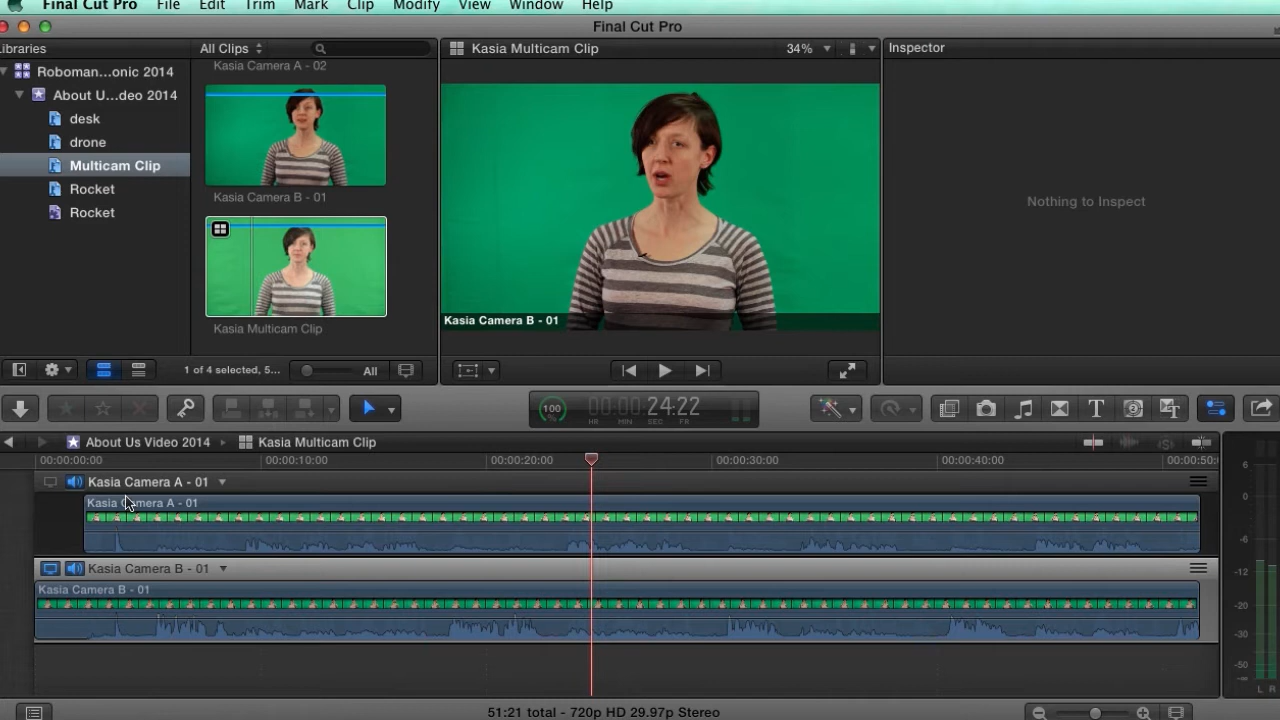 Final Cut Pro File Edit Trim Mark Clip Modify View Window Help
Final Cut Pro
Libraries
All Clips
Kasia Multicam Clip
34%
Inspector
Roboman...onic 2014
About U...deo 2014
desk
drone
Multicam Clip
Rocket
Rocket
Kasia Camera A - 02
Kasia Camera B - 01
Kasia Multicam Clip
Kasia Camera B - 01
Nothing to Inspect
1 of 4 selected, 5...
All
100
00:00:24:22
HR MIN SEC FR
About Us Video 2014
Kasia Multicam Clip
00:00:00:00 00:00:10:00 00:00:20:00 00:00:30:00 00:00:40:00 00:00:50:
Kasia Camera A - 01
Kasia Camera A - 01
Kasia Camera B - 01
Kasia Camera B - 01
6
0
-6
-12
-20
-30
-50
-∞
L R
51:21 total - 720p HD 29.97p Stereo